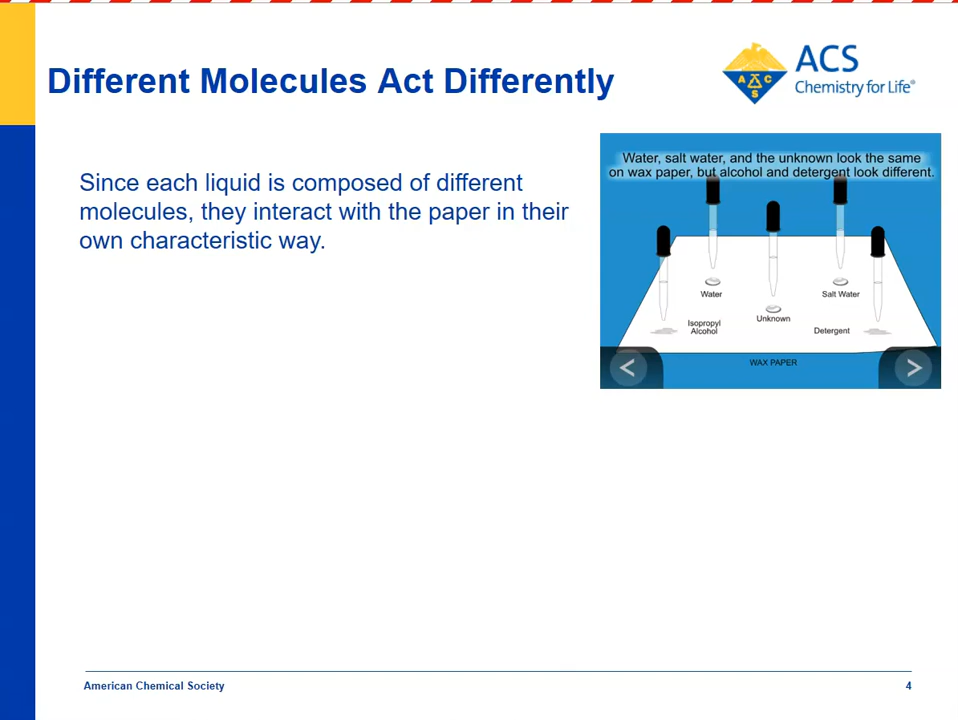 Different Molecules Act Differently
ACS
Chemistry for Life®
A C S
Since each liquid is composed of different
molecules, they interact with the paper in their
own characteristic way.
Water, salt water, and the unknown look the same
on wax paper, but alcohol and detergent look different.
Water
Salt Water
Unknown
Isopropyl
Alcohol
Detergent
WAX PAPER
< >
American Chemical Society 4